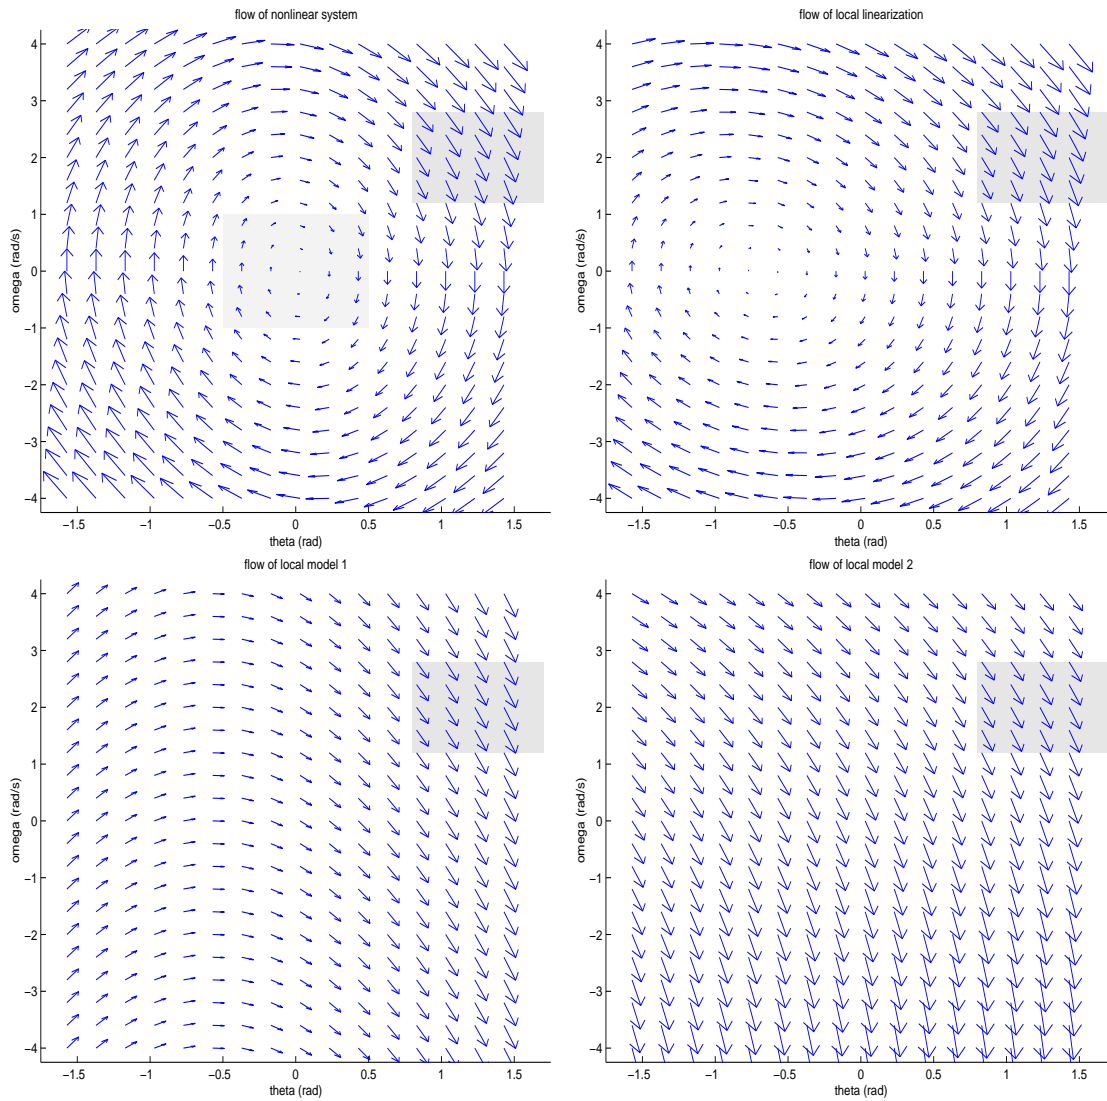 flow of nonlinear system
4
3
2
1
0
−1
−2
−3
−4
omega (rad/s)
−1.5 −1 −0.5 0 0.5 1 1.5
theta (rad)
flow of local linearization
4
3
2
1
0
−1
−2
−3
−4
omega (rad/s)
−1.5 −1 −0.5 0 0.5 1 1.5
theta (rad)
flow of local model 1
4
3
2
1
0
−1
−2
−3
−4
omega (rad/s)
−1.5 −1 −0.5 0 0.5 1 1.5
theta (rad)
flow of local model 2
4
3
2
1
0
−1
−2
−3
−4
omega (rad/s)
−1.5 −1 −0.5 0 0.5 1 1.5
theta (rad)